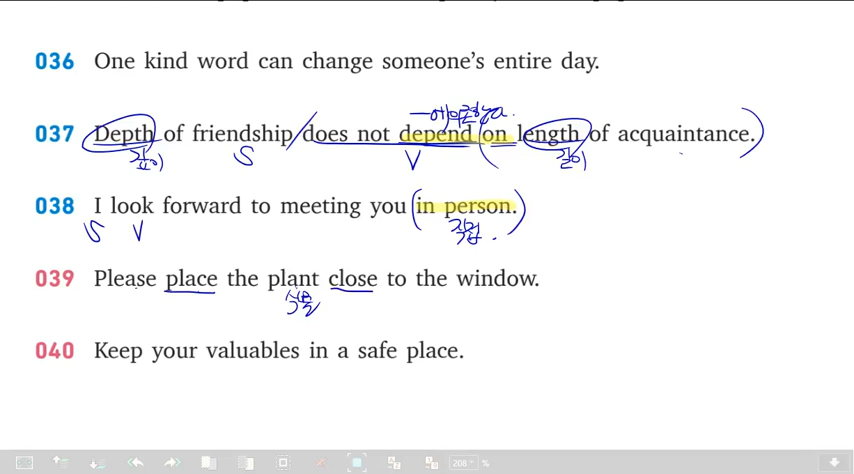 036 One kind word can change someone's entire day.
~에 의존하다.
037 Depth of friendship / does not depend (on length of acquaintance.)
깊이 S V 길이
038 I look forward to meeting you (in person.)
S V 직접.
039 Please place the plant close to the window.
식물
040 Keep your valuables in a safe place.
208 %